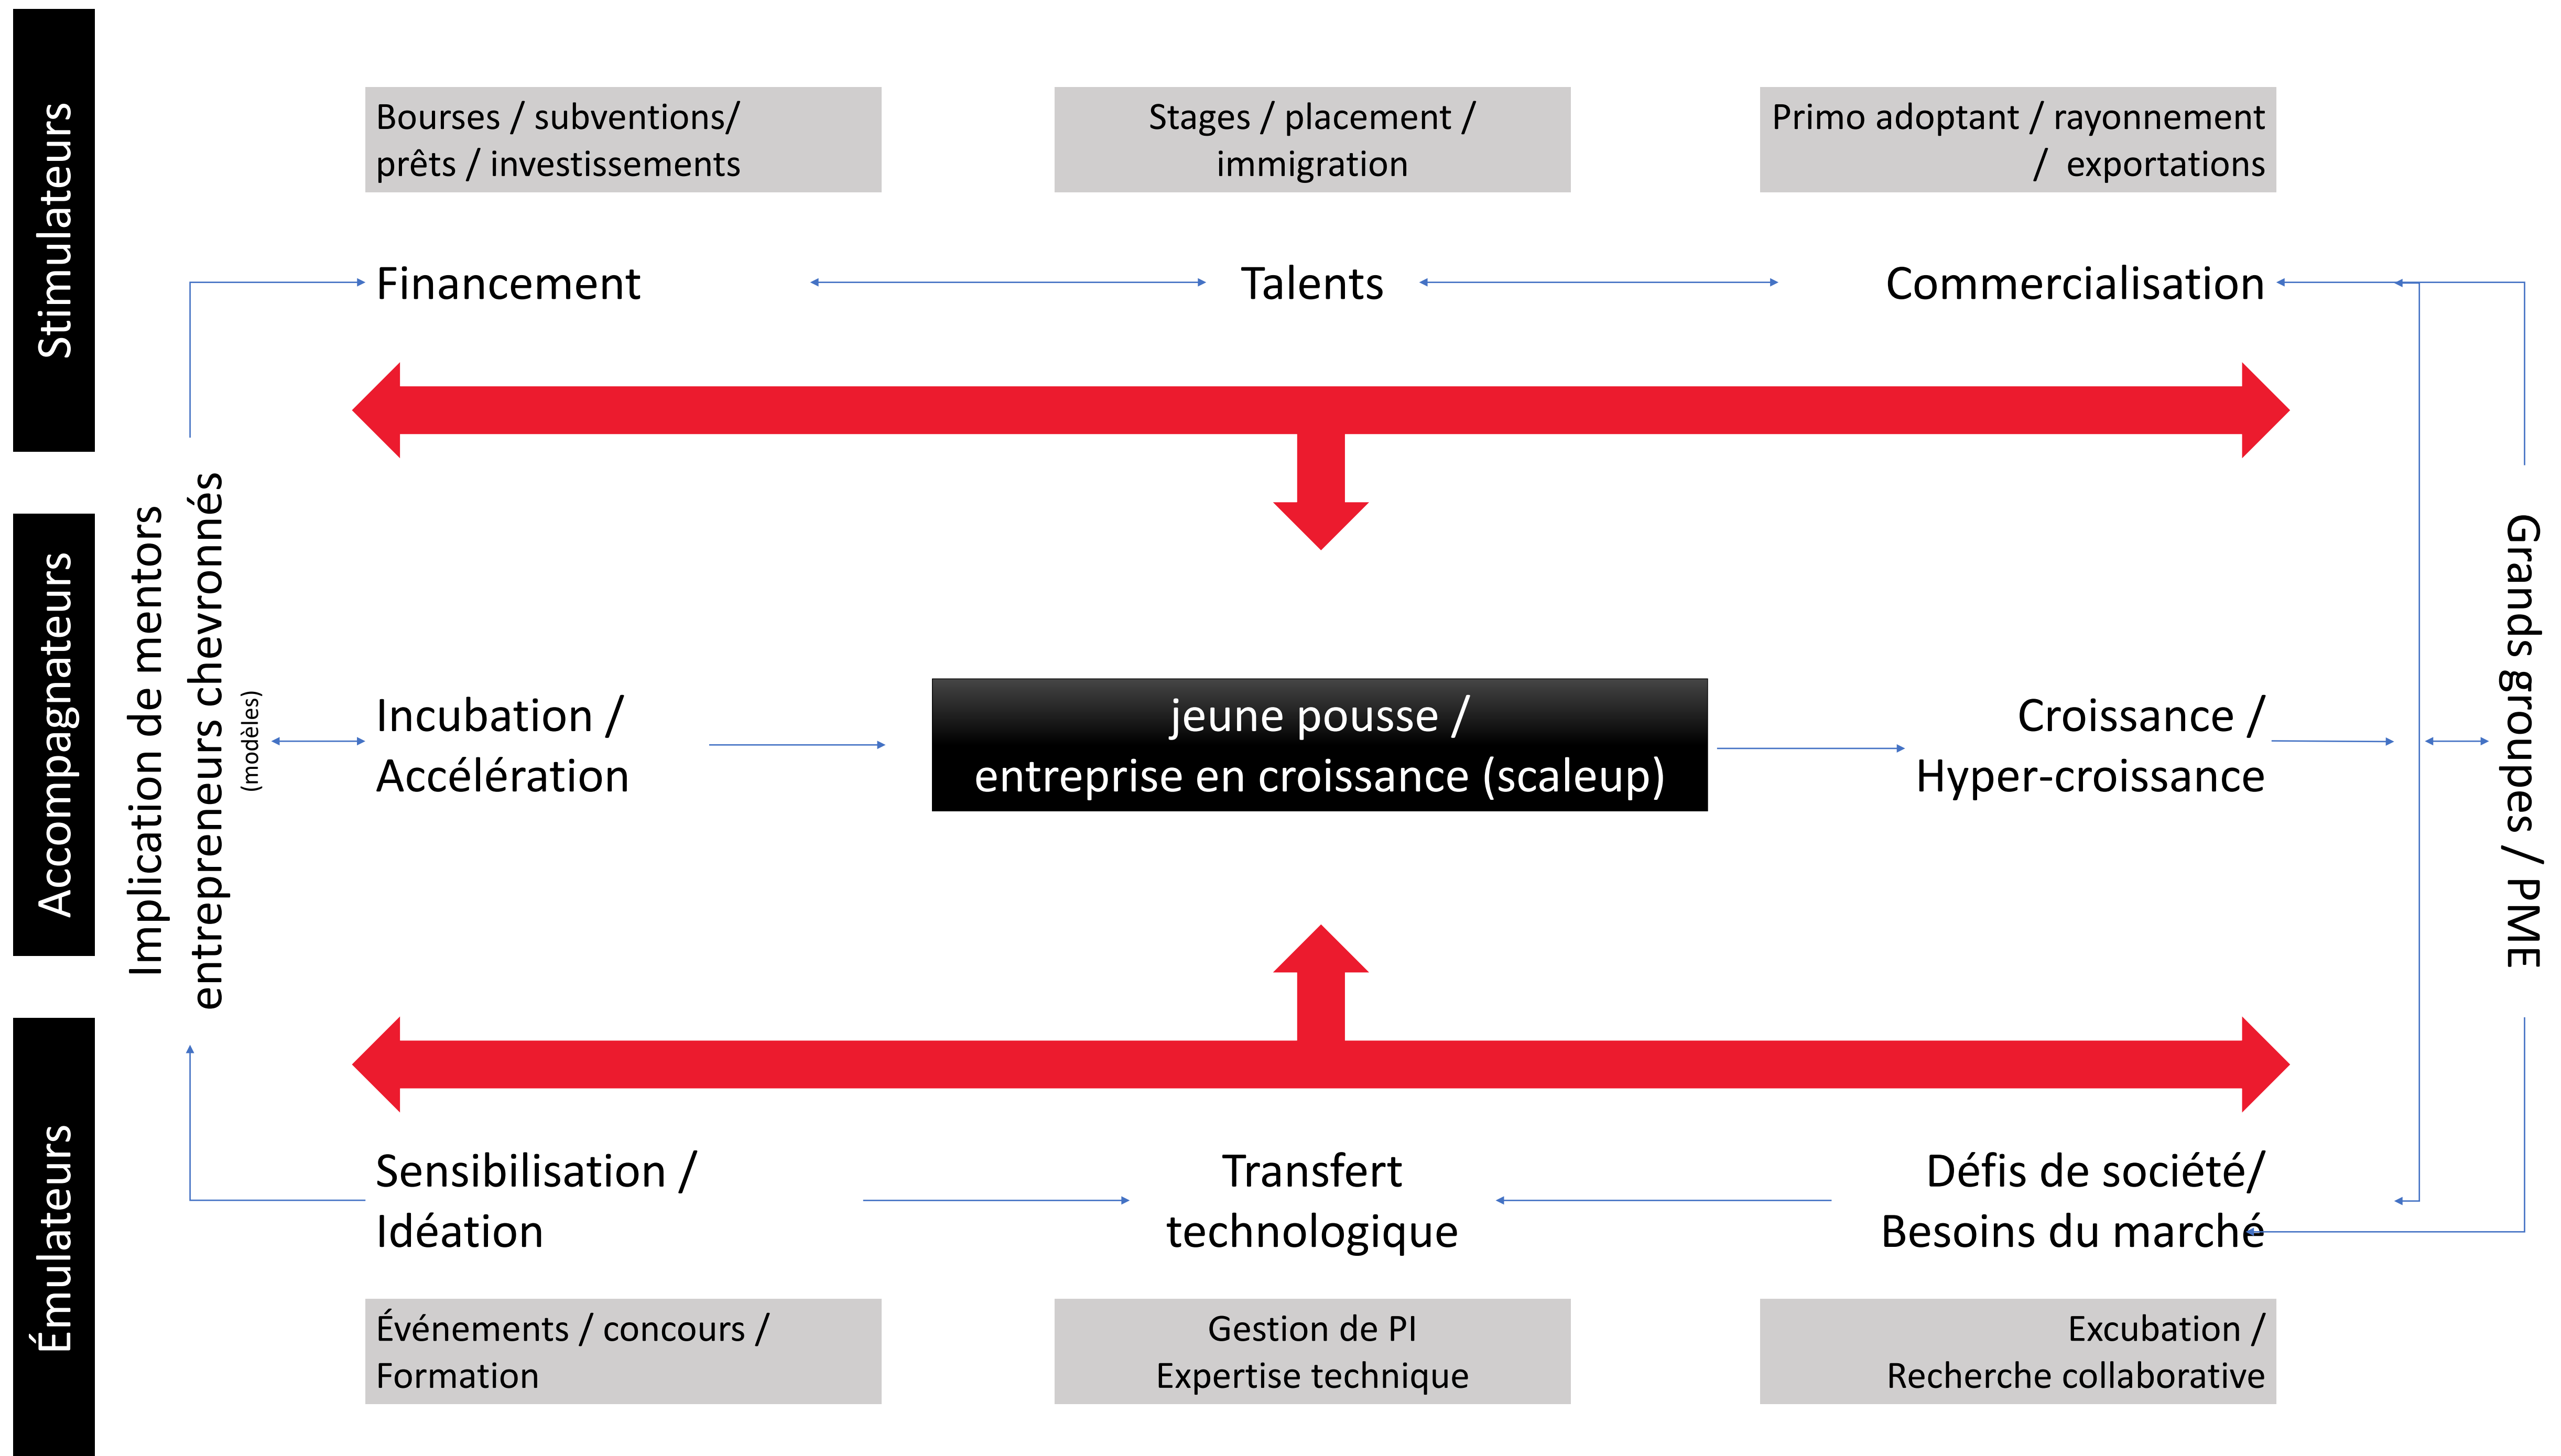 Stimulateurs
Bourses / subventions/
prêts / investissements
Stages / placement /
immigration
Primo adoptant / rayonnement
/ exportations
Financement
Talents
Commercialisation
Accompagnateurs
Implication de mentors
entrepreneurs chevronnés
(modèles)
Incubation /
Accélération
jeune pousse /
entreprise en croissance (scaleup)
Croissance /
Hyper-croissance
Grands groupes / PME
Émulateurs
Sensibilisation /
Idéation
Transfert
technologique
Défis de société/
Besoins du marché
Événements / concours /
Formation
Gestion de PI
Expertise technique
Excubation /
Recherche collaborative